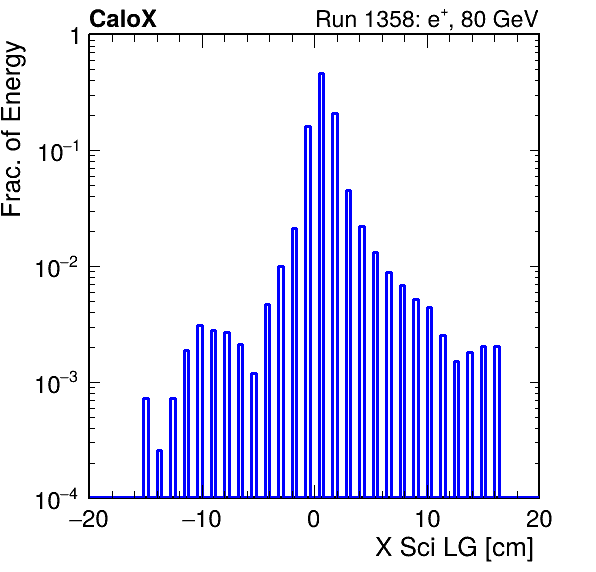 CaloX Run 1358: e⁺, 80 GeV
Frac. of Energy
1
10⁻¹
10⁻²
10⁻³
10⁻⁴
−20 −10 0 10 20
X Sci LG [cm]